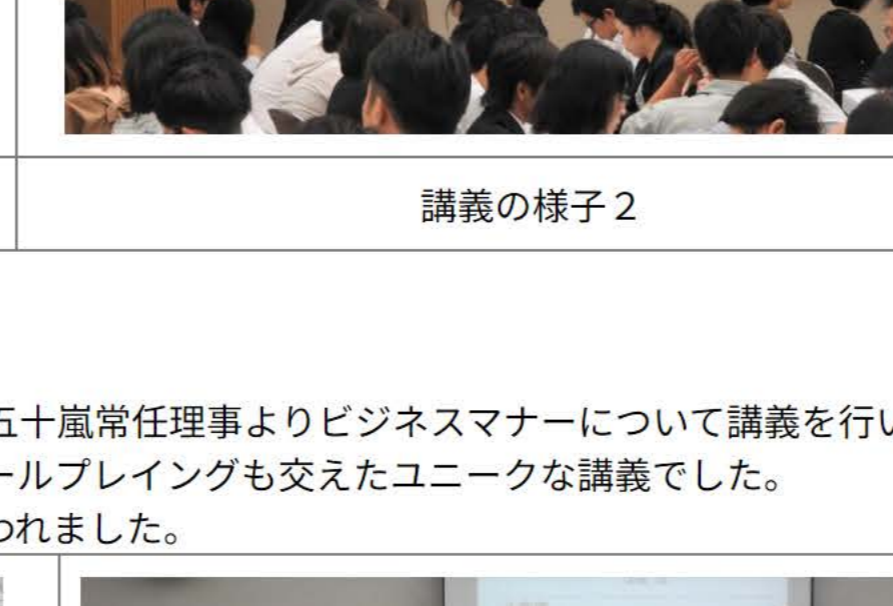 講義の様子２
五十嵐常任理事よりビジネスマナーについて講義を行い
ールプレイングも交えたユニークな講義でした。
われました。